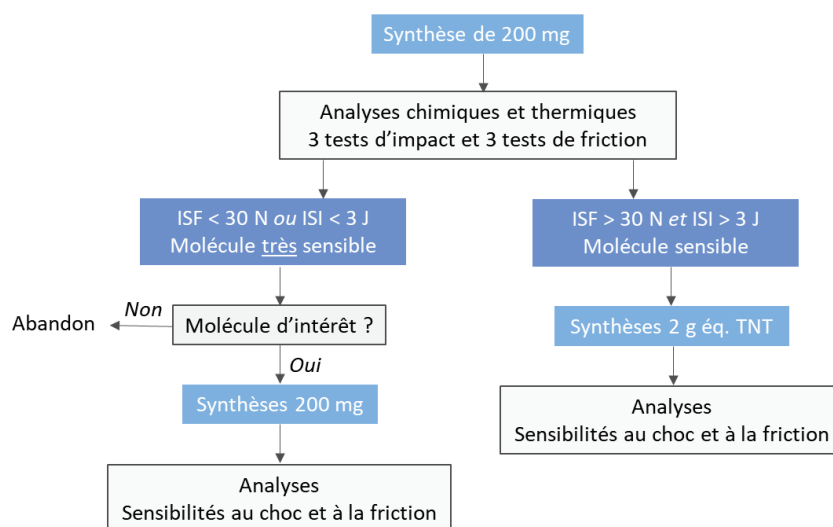 Synthèse de 200 mg
Analyses chimiques et thermiques
3 tests d'impact et 3 tests de friction
ISF < 30 N ou ISI < 3 J
Molécule très sensible
ISF > 30 N et ISI > 3 J
Molécule sensible
Non
Abandon
Molécule d'intérêt ?
Synthèses 2 g éq. TNT
Oui
Synthèses 200 mg
Analyses
Sensibilités au choc et à la friction
Analyses
Sensibilités au choc et à la friction